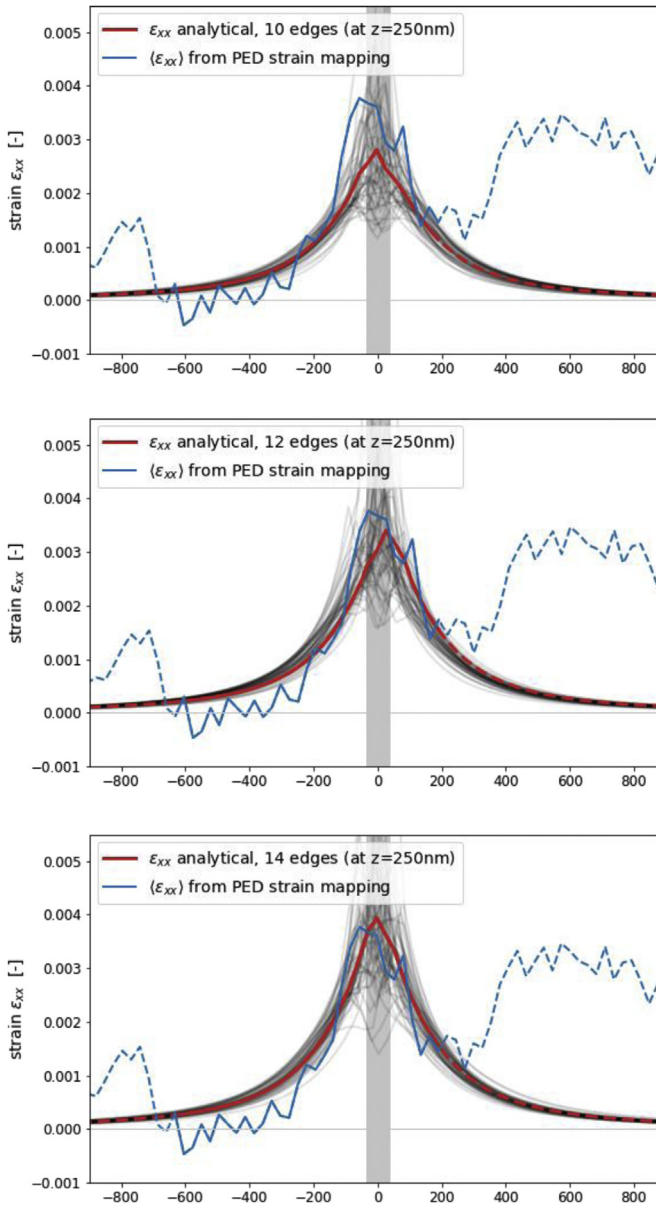 0.005
0.004
0.003
0.002
0.001
0.000
−0.001
strain εxx [-]
εxx analytical, 10 edges (at z=250nm)
⟨εxx⟩ from PED strain mapping
−800 −600 −400 −200 0 200 400 600 800
0.005
0.004
0.003
0.002
0.001
0.000
−0.001
strain εxx [-]
εxx analytical, 12 edges (at z=250nm)
⟨εxx⟩ from PED strain mapping
−800 −600 −400 −200 0 200 400 600 800
0.005
0.004
0.003
0.002
0.001
0.000
−0.001
strain εxx [-]
εxx analytical, 14 edges (at z=250nm)
⟨εxx⟩ from PED strain mapping
−800 −600 −400 −200 0 200 400 600 800